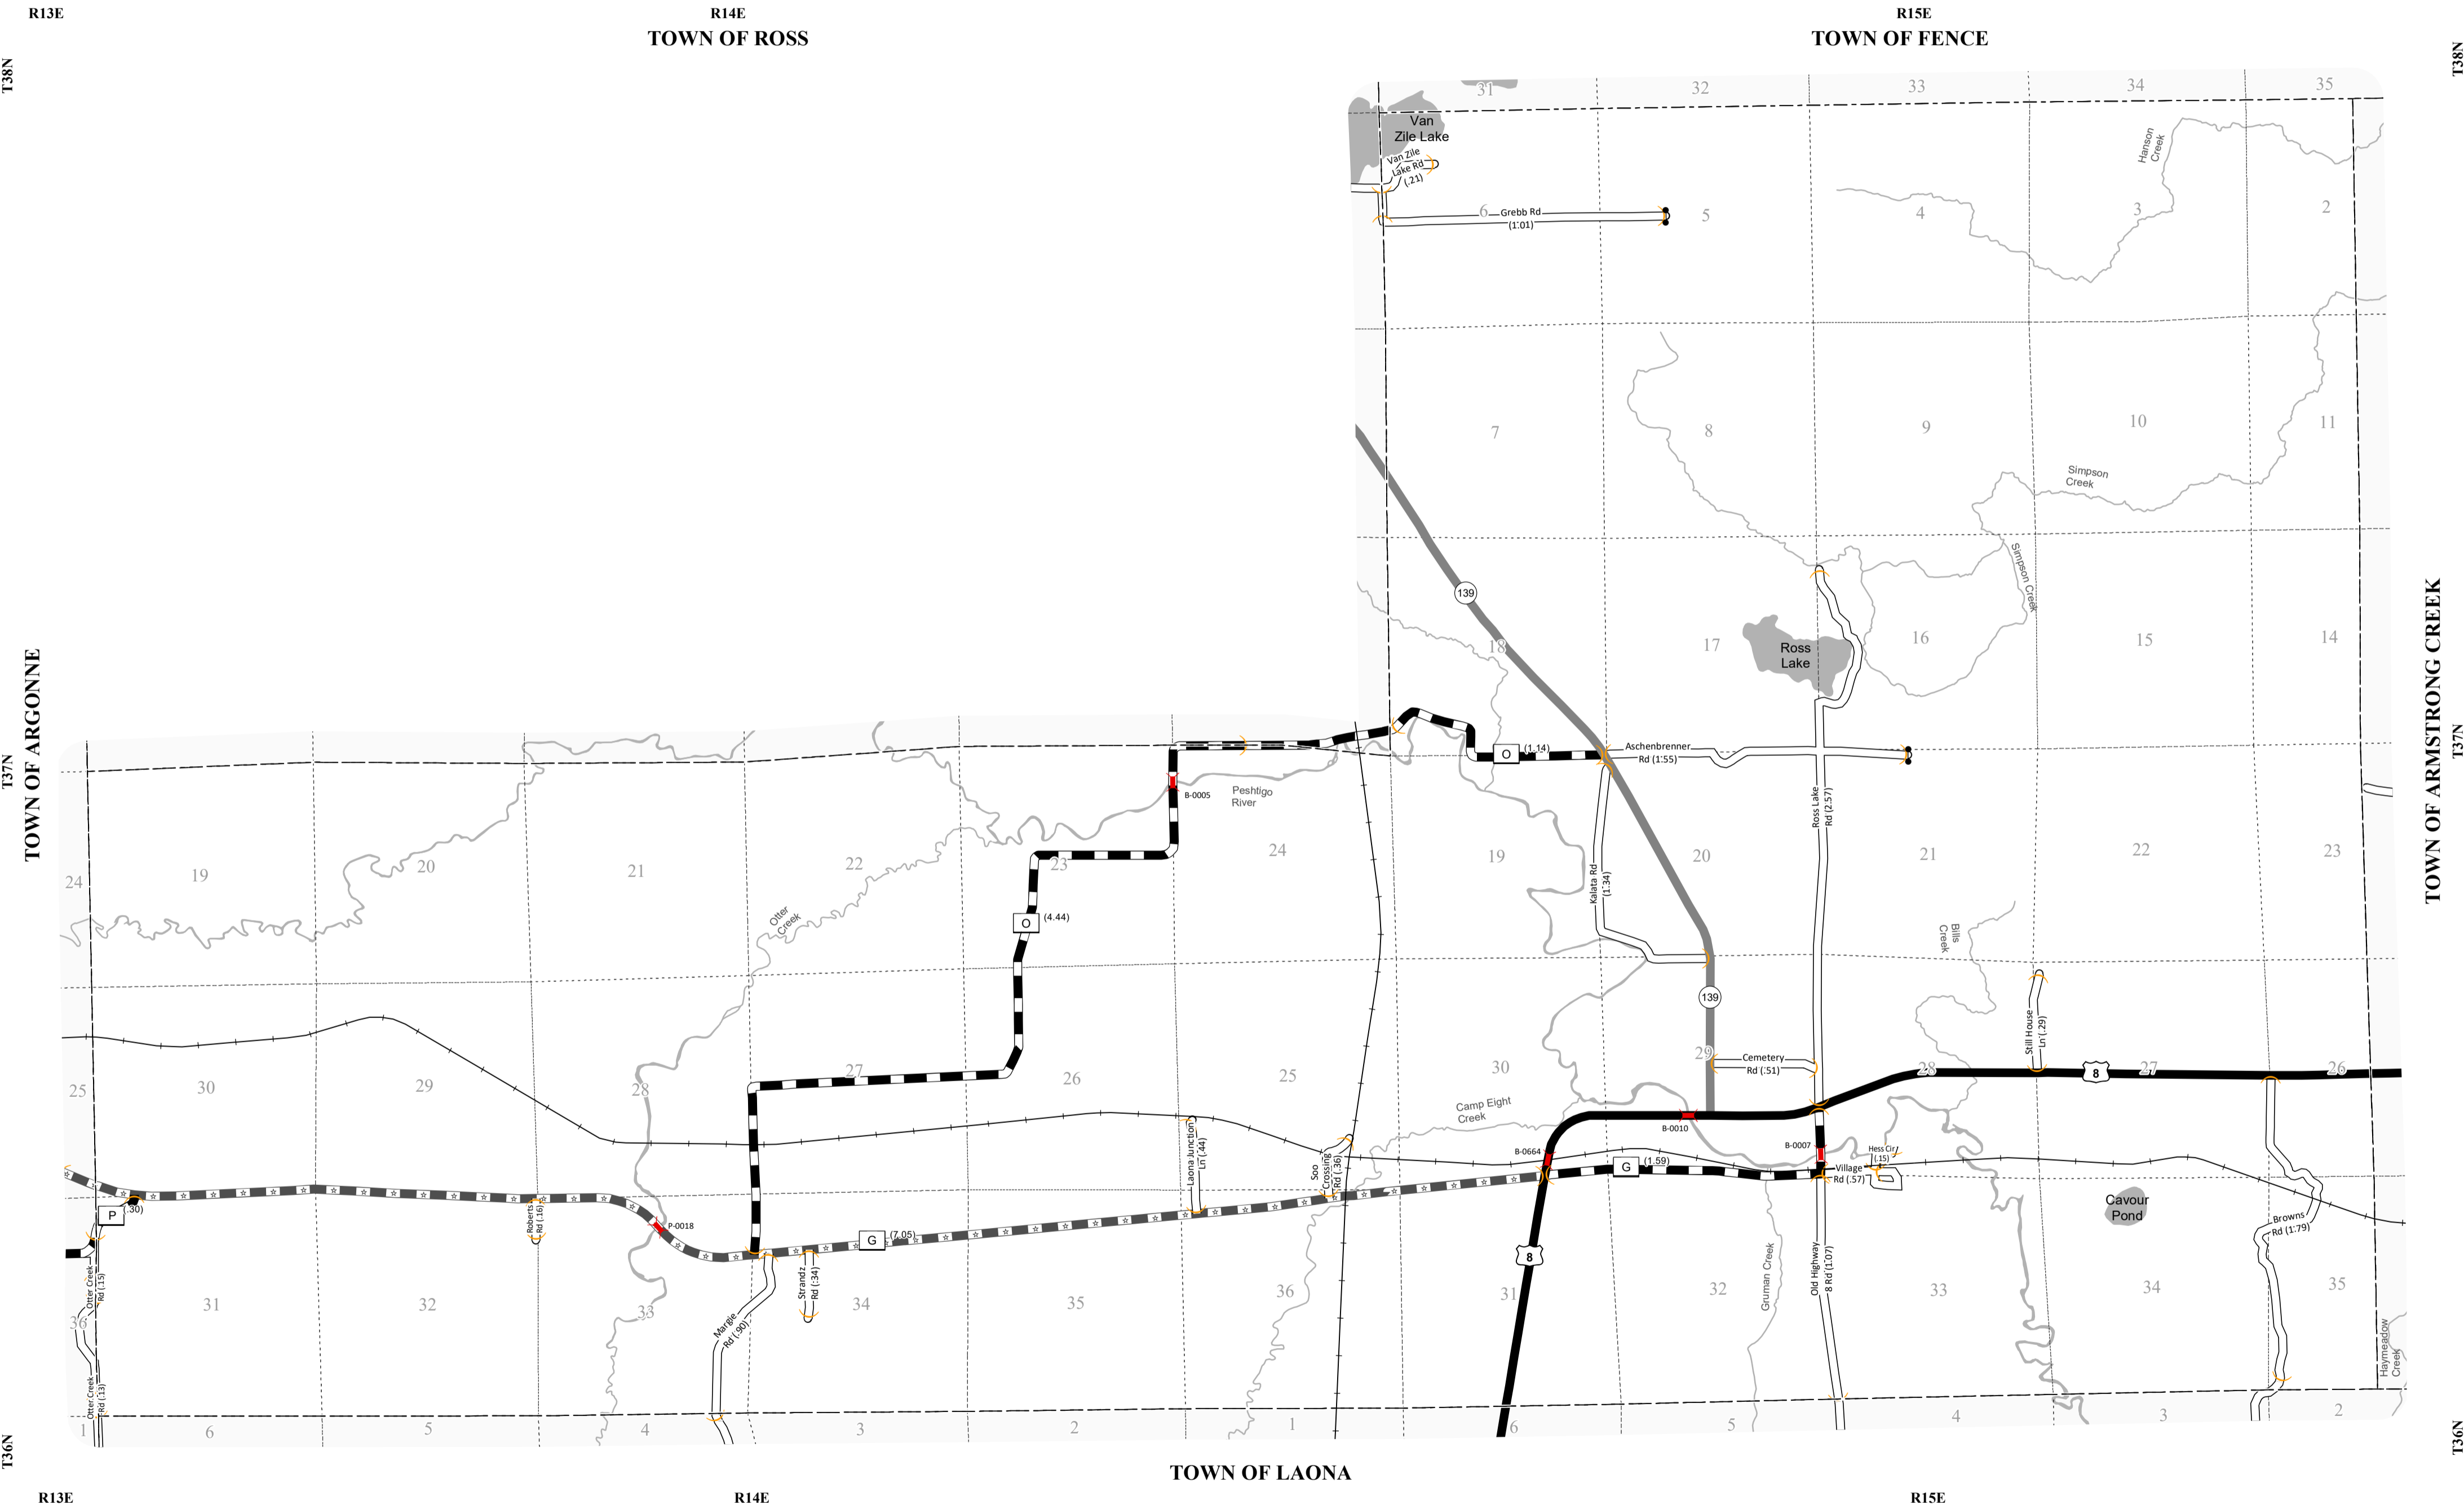 R13E
R14E
R15E
TOWN OF ROSS
TOWN OF FENCE
T38N
T38N
31
32
33
34
35
Van
Zile Lake
Van Zile
Lake Rd
(.21)
Hanson
Creek
6
Grebb Rd
(1.01)
5
4
3
2
7
8
9
10
11
Simpson
Creek
Simpson Creek
139
18
17
Ross
Lake
16
15
14
TOWN OF ARGONNE
TOWN OF ARMSTRONG CREEK
T37N
T37N
O
(1.14)
Aschenbrenner
Rd (1.55)
B-0005
Peshtigo
River
Ross Lake
Rd (2.57)
24
19
20
21
22
23
24
19
20
21
22
23
Kalata Rd
(1.34)
O
(4.44)
Otter
Creek
Bills
Creek
139
Still House
Ln (.29)
25
30
29
28
27
26
25
30
29
28
27
26
Cemetery
Rd (.51)
8
Camp Eight
Creek
B-0010
B-0664
B-0007
Hess Cir
(.15)
Laona Junction
Ln (.44)
Soo
Crossing
Rd (.36)
G
(1.59)
Village
Rd (.57)
P
(.30)
Roberts
Rd (.16)
P-0018
G
(7.05)
Cavour
Pond
Browns
Rd (1.79)
8
Otter Creek
Rd (.15)
Strandz
Rd (.34)
Gruman Creek
Old Highway
8 Rd (1.07)
36
31
32
33
34
35
36
31
32
33
34
35
Margie
Rd (.90)
Haymeadow
Creek
Otter Creek
Rd (.13)
1
6
5
4
3
2
1
6
5
4
3
2
T36N
T36N
TOWN OF LAONA
R13E
R14E
R15E